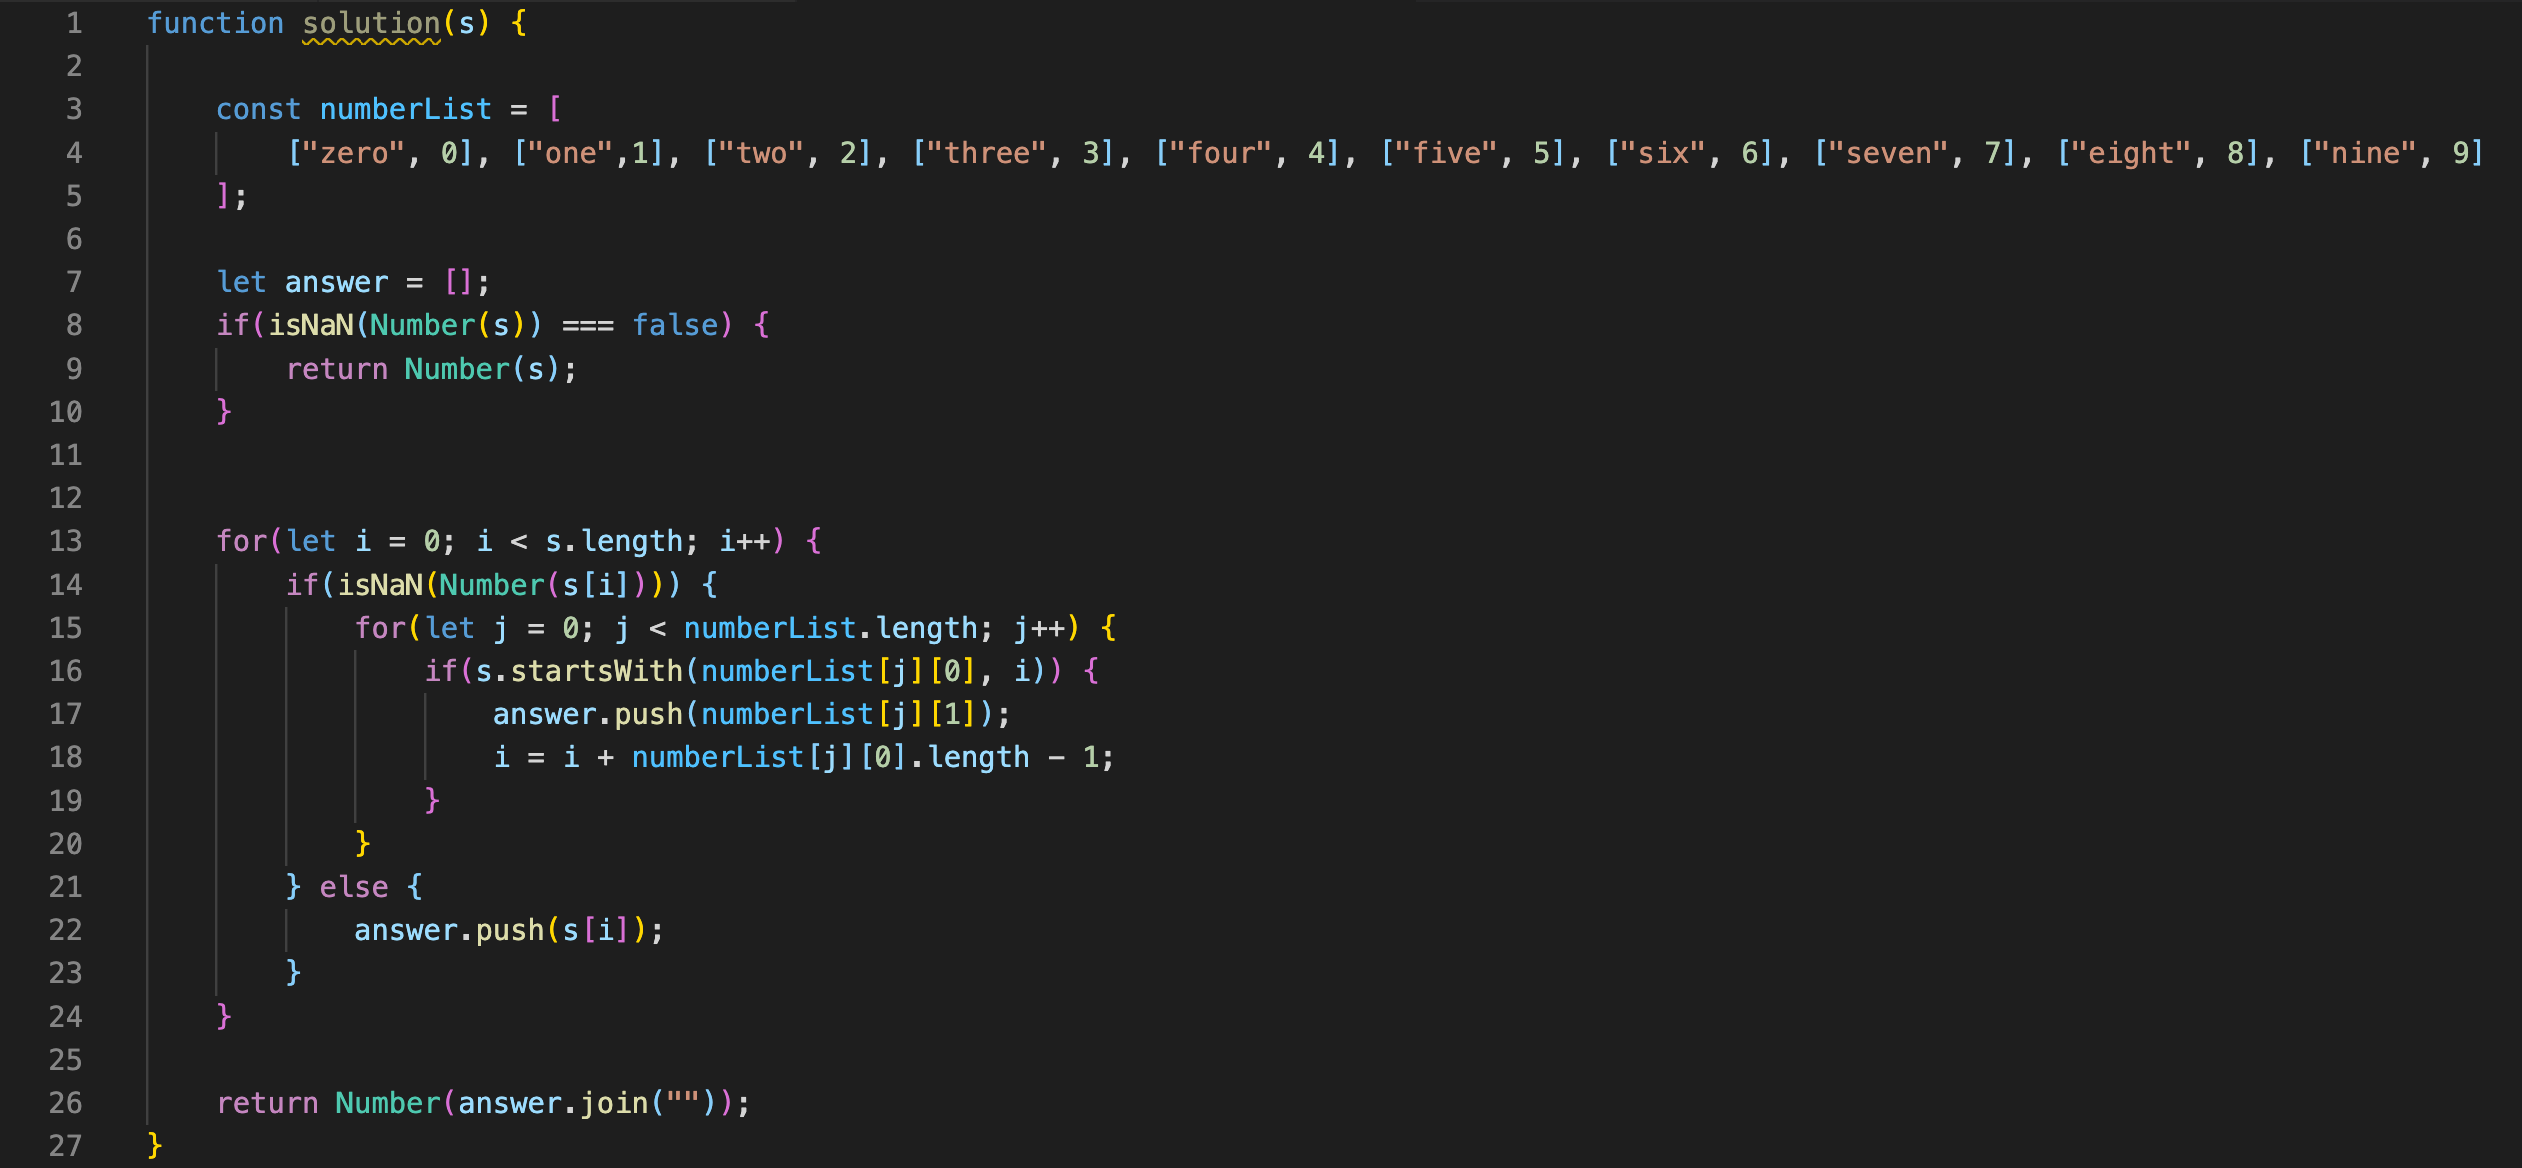 1 function solution(s) {
2
3     const numberList = [
4         ["zero", 0], ["one",1], ["two", 2], ["three", 3], ["four", 4], ["five", 5], ["six", 6], ["seven", 7], ["eight", 8], ["nine", 9]
5     ];
6
7     let answer = [];
8     if(isNaN(Number(s)) === false) {
9         return Number(s);
10     }
11
12
13     for(let i = 0; i < s.length; i++) {
14         if(isNaN(Number(s[i]))) {
15             for(let j = 0; j < numberList.length; j++) {
16                 if(s.startsWith(numberList[j][0], i)) {
17                     answer.push(numberList[j][1]);
18                     i = i + numberList[j][0].length - 1;
19                 }
20             }
21         } else {
22             answer.push(s[i]);
23         }
24     }
25
26     return Number(answer.join(""));
27 }